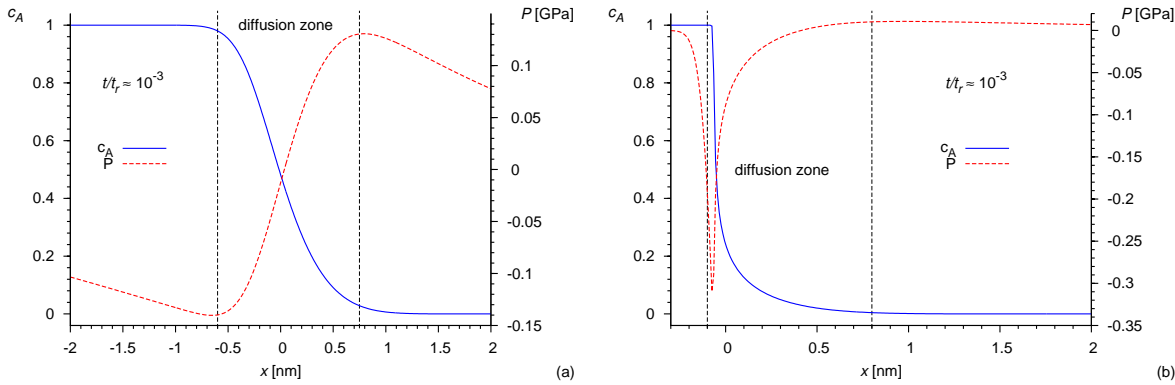 c_A
P [GPa]
1
0.8
0.6
0.4
0.2
0
0.1
0.13
0
-0.13
-0.1
-0.15
diffusion zone
t/t_r ≈ 10^-3
c_A
P
-2
-1.5
-1
-0.5
0
0.5
1
1.5
2
x [nm]
(a)
c_A
P [GPa]
1
0.8
0.6
0.4
0.2
0
0
-0.05
-0.1
-0.15
-0.2
-0.25
-0.3
-0.35
t/t_r ≈ 10^-3
c_A
P
diffusion zone
0
0.5
1
1.5
2
x [nm]
(b)